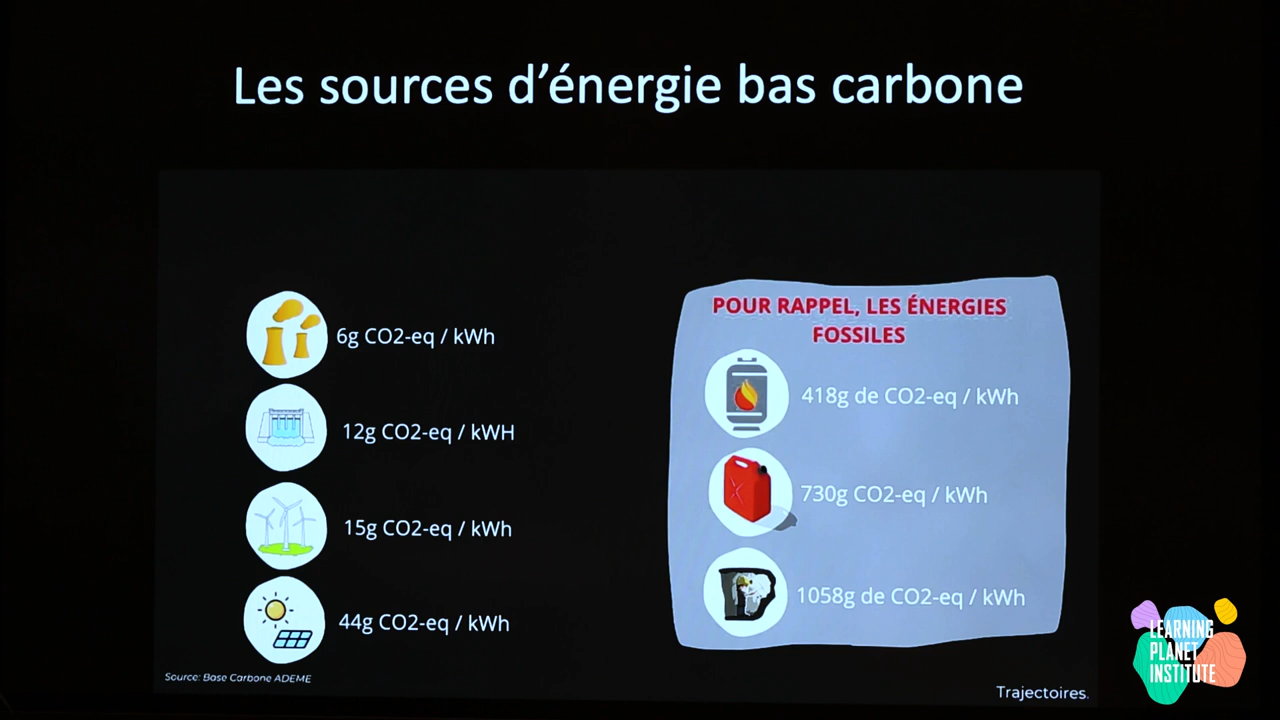 Les sources d'énergie bas carbone
6g CO2-eq / kWh
12g CO2-eq / kWH
15g CO2-eq / kWh
44g CO2-eq / kWh
Source: Base Carbone ADEME
POUR RAPPEL, LES ÉNERGIES
FOSSILES
418g de CO2-eq / kWh
730g CO2-eq / kWh
1058g de CO2-eq / kWh
Trajectoires.
LEARNING
PLANET
INSTITUTE